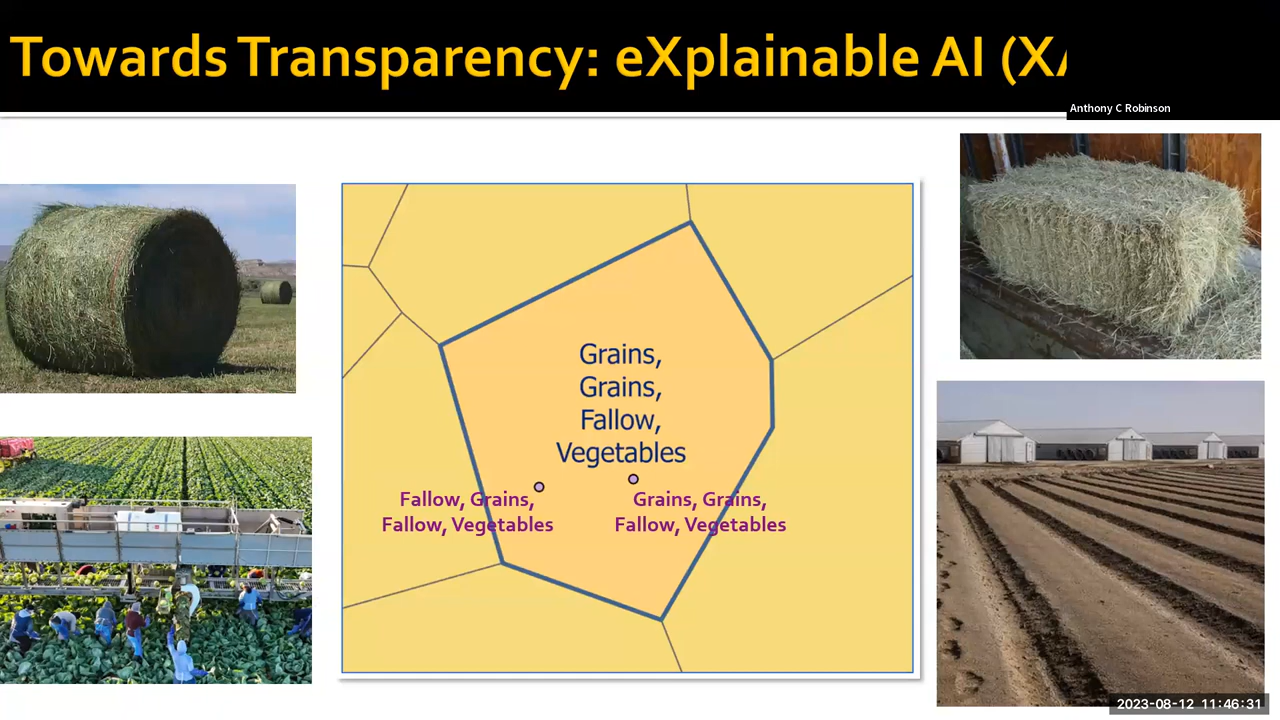 Towards Transparency: eXplainable AI (XA
Anthony C Robinson
Grains,
Grains,
Fallow,
Vegetables
Fallow, Grains,
Fallow, Vegetables
Grains, Grains,
Fallow, Vegetables
2023-08-12 11:46:31